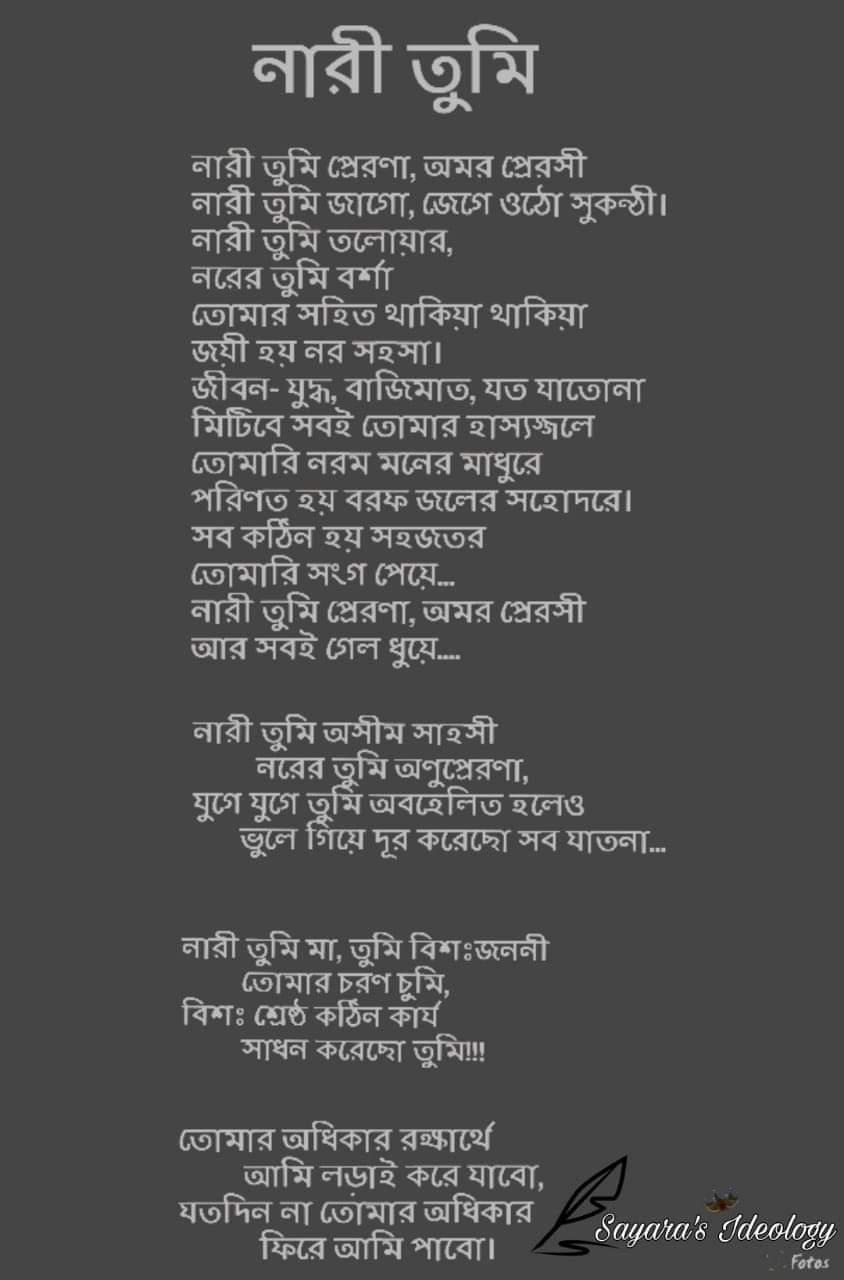 নারী তুমি
নারী তুমি প্রেরণা, অমর প্রেরসী
নারী তুমি জাগো, জেগে ওঠো সুকন্ঠী।
নারী তুমি তলোয়ার,
নরের তুমি বর্শা
তোমার সহিত থাকিয়া থাকিয়া
জয়ী হয় নর সহসা।
জীবন- যুদ্ধ, বাজিমাত, যত যাতোনা
মিটিবে সবই তোমার হাস্যজ্জলে
তোমারি নরম মনের মাধুরে
পরিণত হয় বরফ জলের সহোদরে।
সব কঠিন হয় সহজতর
তোমারি সংগ পেয়ে...
নারী তুমি প্রেরণা, অমর প্রেরসী
আর সবই গেল ধুয়ে....
নারী তুমি অসীম সাহসী
নরের তুমি অণুপ্রেরণা,
যুগে যুগে তুমি অবহেলিত হলেও
ভুলে গিয়ে দূর করেছো সব যাতনা...
নারী তুমি মা, তুমি বিশঃজননী
তোমার চরণ চুমি,
বিশঃ শ্রেষ্ঠ কঠিন কার্য
সাধন করেছো তুমি!!!
তোমার অধিকার রক্ষার্থে
আমি লড়াই করে যাবো,
যতদিন না তোমার অধিকার
ফিরে আমি পাবো।
Sayara's Ideology
Fotos